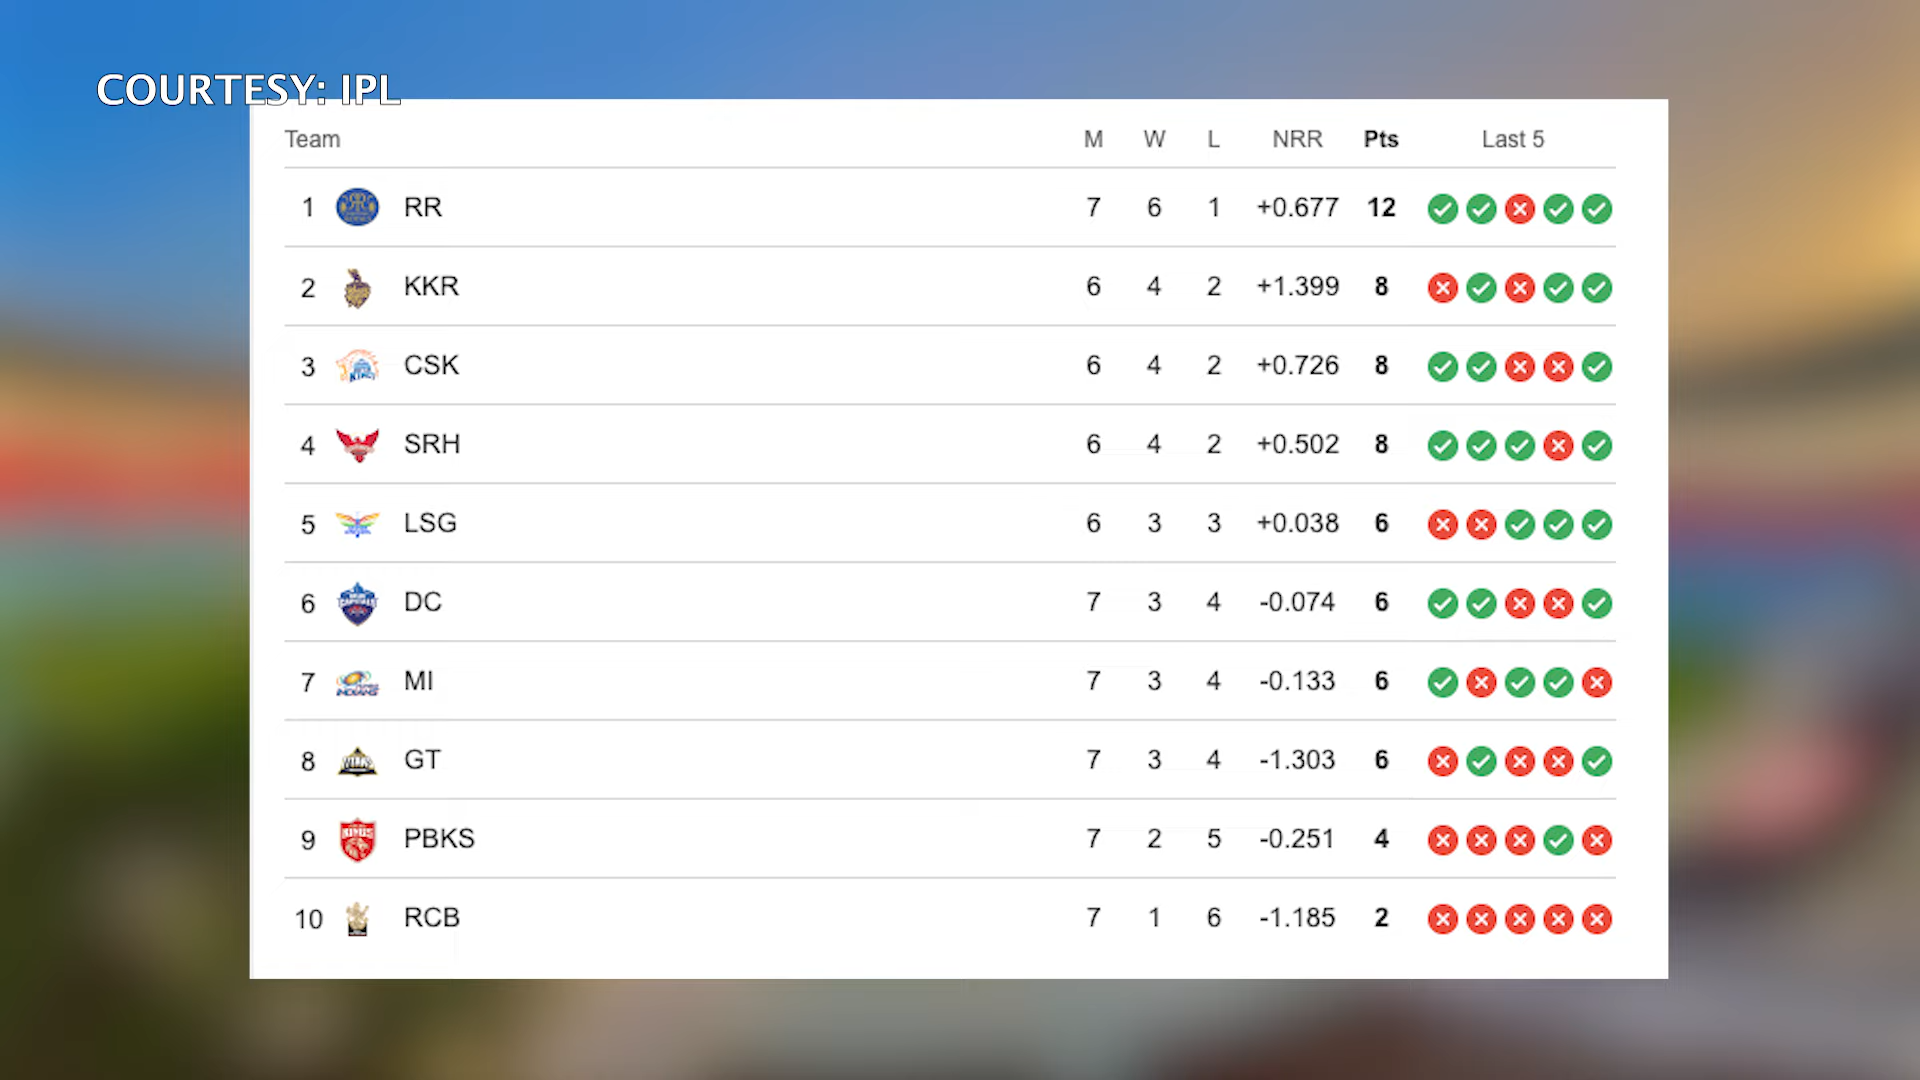 COURTESY: IPL
Team M W L NRR Pts Last 5
1 RR 7 6 1 +0.677 12
2 KKR 6 4 2 +1.399 8
3 CSK 6 4 2 +0.726 8
4 SRH 6 4 2 +0.502 8
5 LSG 6 3 3 +0.038 6
6 DC 7 3 4 -0.074 6
7 MI 7 3 4 -0.133 6
8 GT 7 3 4 -1.303 6
9 PBKS 7 2 5 -0.251 4
10 RCB 7 1 6 -1.185 2